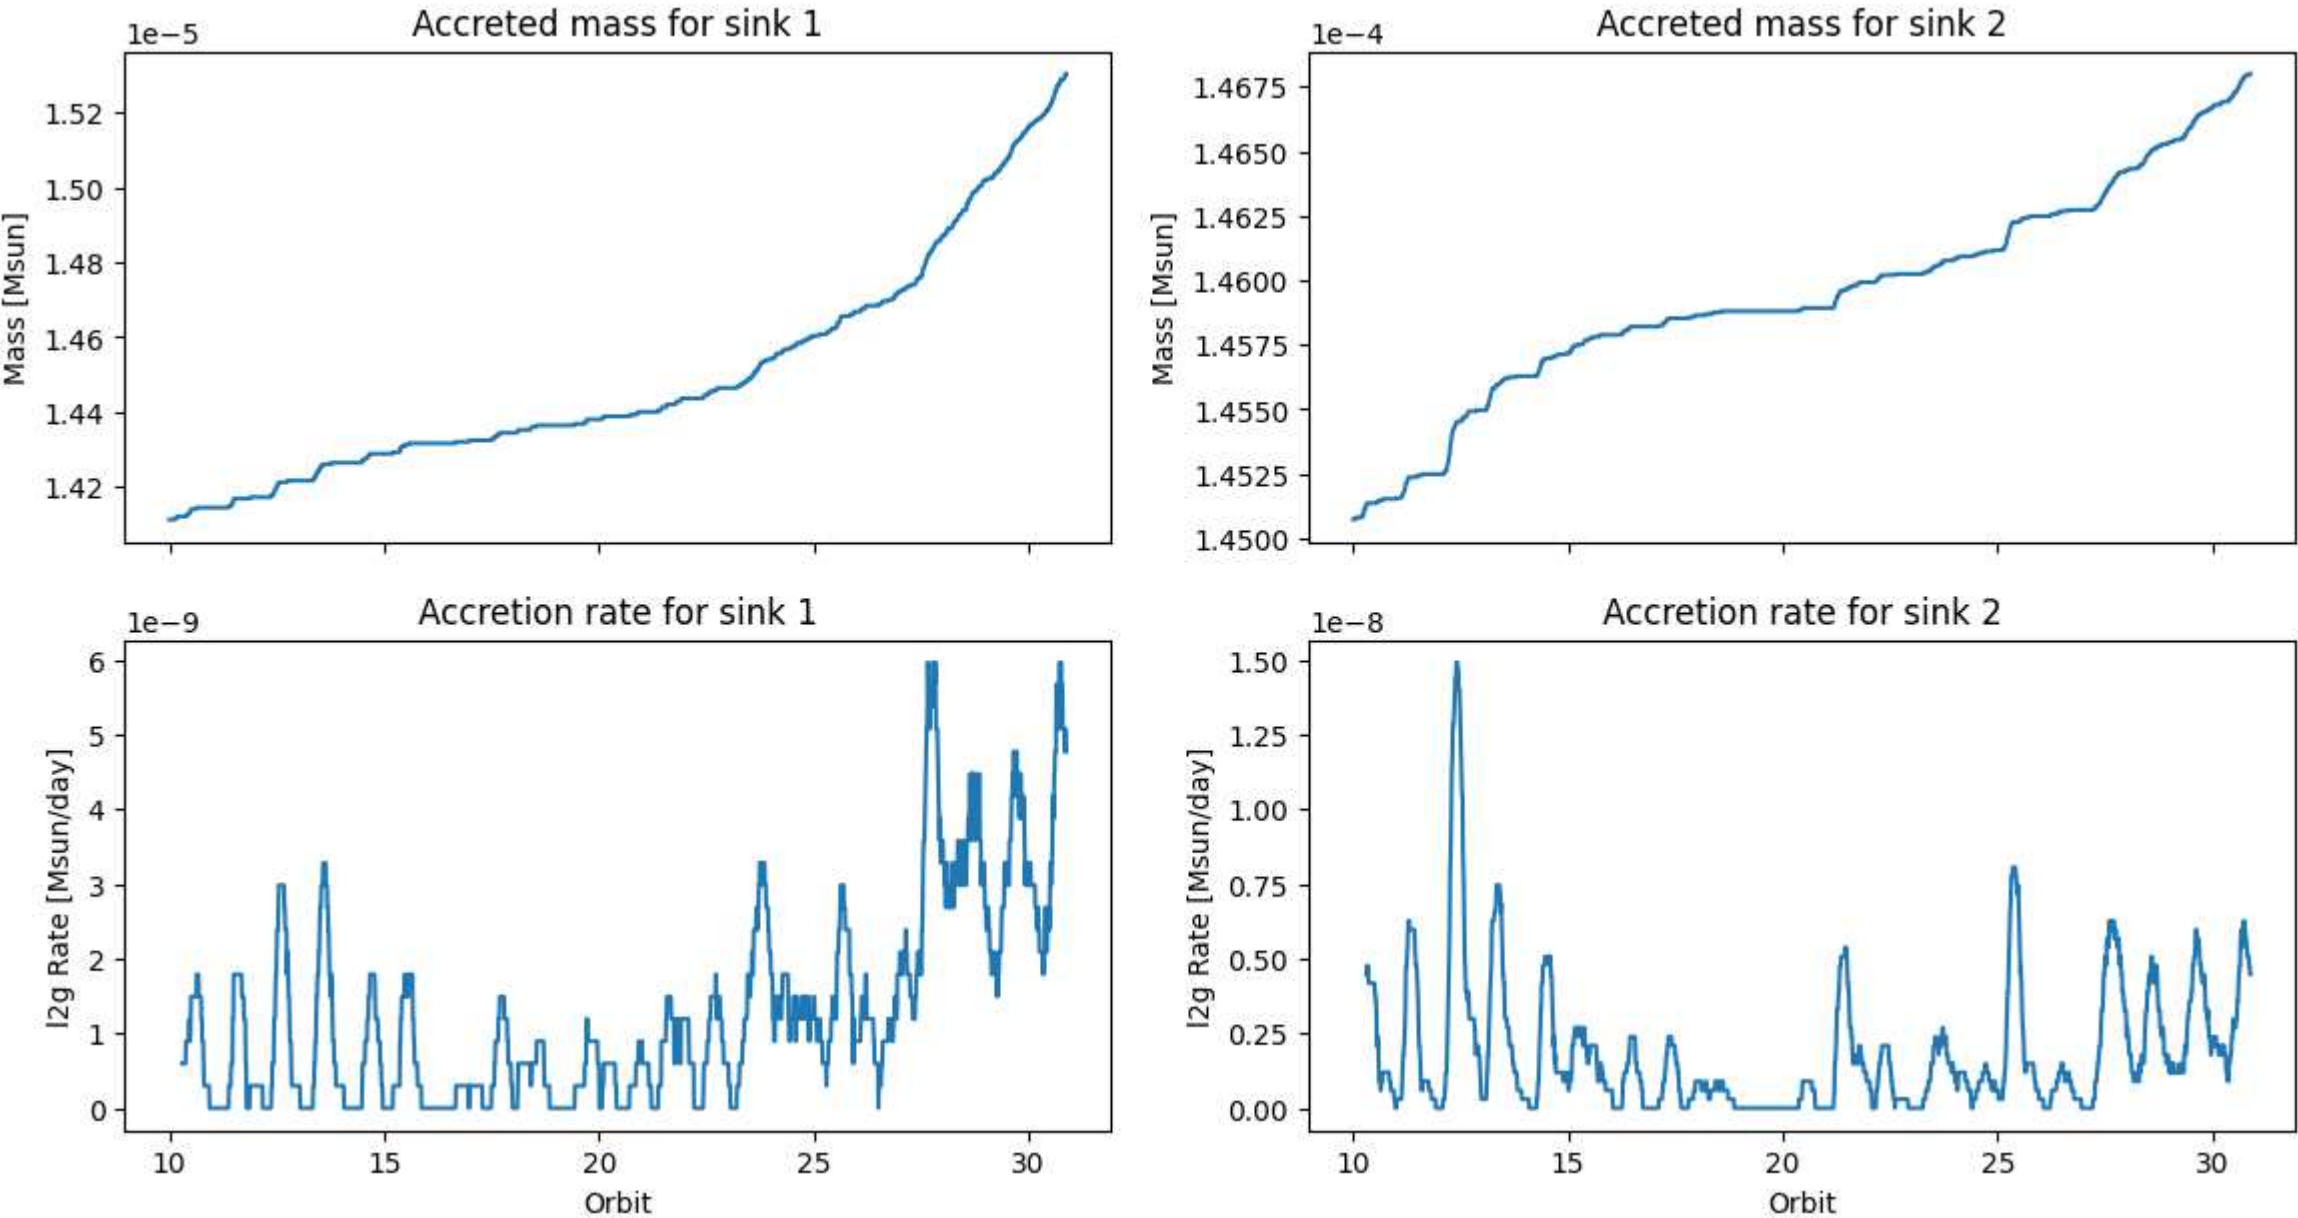 Accreted mass for sink 1
1e−5
Mass [Msun]
1.52
1.50
1.48
1.46
1.44
1.42
Accreted mass for sink 2
1e−4
Mass [Msun]
1.4675
1.4650
1.4625
1.4600
1.4575
1.4550
1.4525
1.4500
Accretion rate for sink 1
1e−9
l2g Rate [Msun/day]
6
5
4
3
2
1
0
10 15 20 25 30
Orbit
Accretion rate for sink 2
1e−8
l2g Rate [Msun/day]
1.50
1.25
1.00
0.75
0.50
0.25
0.00
10 15 20 25 30
Orbit